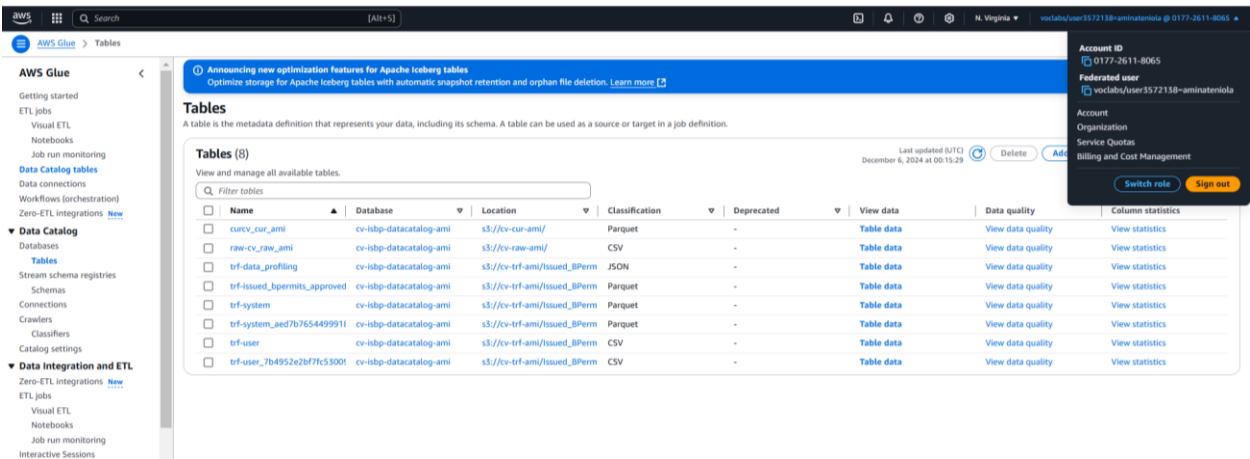 aws
Search
[Alt+S]
N. Virginia
voclabs/user3572138=aminateniola @ 0177-2611-8065
AWS Glue > Tables
Account ID
0177-2611-8065
Federated user
voclabs/user3572138=aminateniola
Account
Organization
Service Quotas
Billing and Cost Management
Switch role
Sign out
AWS Glue
Getting started
ETL jobs
Visual ETL
Notebooks
Job run monitoring
Data Catalog tables
Data connections
Workflows (orchestration)
Zero-ETL integrations New
Data Catalog
Databases
Tables
Stream schema registries
Schemas
Connections
Crawlers
Classifiers
Catalog settings
Data Integration and ETL
Zero-ETL integrations New
ETL jobs
Visual ETL
Notebooks
Job run monitoring
Interactive Sessions
Announcing new optimization features for Apache Iceberg tables
Optimize storage for Apache Iceberg tables with automatic snapshot retention and orphan file deletion. Learn more
Tables
A table is the metadata definition that represents your data, including its schema. A table can be used as a source or target in a job definition.
Tables (8)
Last updated (UTC)
December 6, 2024 at 00:15:29
Delete
View and manage all available tables.
Filter tables
Name Database Location Classification Deprecated View data Data quality Column statistics
curcv_cur_ami cv-isbp-datacatalog-ami s3://cv-cur-ami/ Parquet - Table data View data quality View statistics
raw-cv_raw_ami cv-isbp-datacatalog-ami s3://cv-raw-ami/ CSV - Table data View data quality View statistics
trf-data_profiling cv-isbp-datacatalog-ami s3://cv-trf-ami/Issued_BPerm JSON - Table data View data quality View statistics
trf-issued_bpermits_approved cv-isbp-datacatalog-ami s3://cv-trf-ami/Issued_BPerm Parquet - Table data View data quality View statistics
trf-system cv-isbp-datacatalog-ami s3://cv-trf-ami/Issued_BPerm Parquet - Table data View data quality View statistics
cv-isbp-datacatalog-ami s3://cv-trf-ami/Issued_BPerm Parquet - Table data View data quality View statistics
trf-user cv-isbp-datacatalog-ami s3://cv-trf-ami/Issued_BPerm CSV - Table data View data quality View statistics
cv-isbp-datacatalog-ami s3://cv-trf-ami/Issued_BPerm CSV - Table data View data quality View statistics